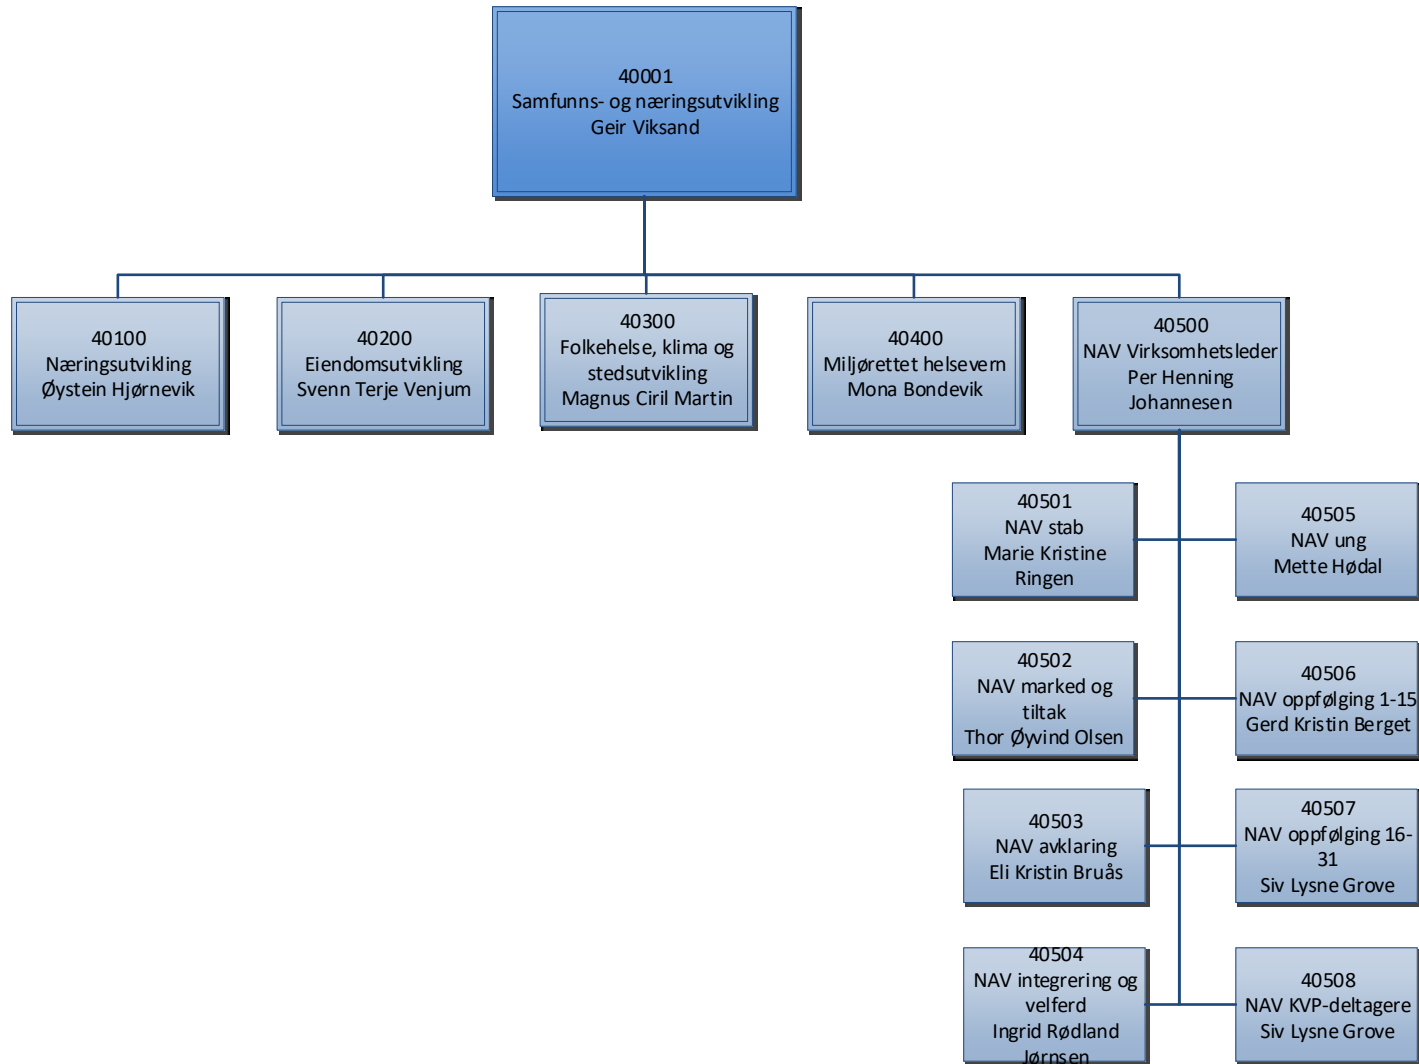 40001
Samfunns- og næringsutvikling
Geir Viksand
40100
Næringsutvikling
Øystein Hjørnevik
40200
Eiendomsutvikling
Svenn Terje Venjum
40300
Folkehelse, klima og
stedsutvikling
Magnus Ciril Martin
40400
Miljørettet helsevern
Mona Bondevik
40500
NAV Virksomhetsleder
Per Henning
Johannesen
40501
NAV stab
Marie Kristine
Ringen
40505
NAV ung
Mette Hødal
40502
NAV marked og
tiltak
Thor Øyvind Olsen
40506
NAV oppfølging 1-15
Gerd Kristin Berget
40503
NAV avklaring
Eli Kristin Bruås
40507
NAV oppfølging 16-
31
Siv Lysne Grove
40504
NAV integrering og
velferd
Ingrid Rødland
Jørnsen
40508
NAV KVP-deltagere
Siv Lysne Grove